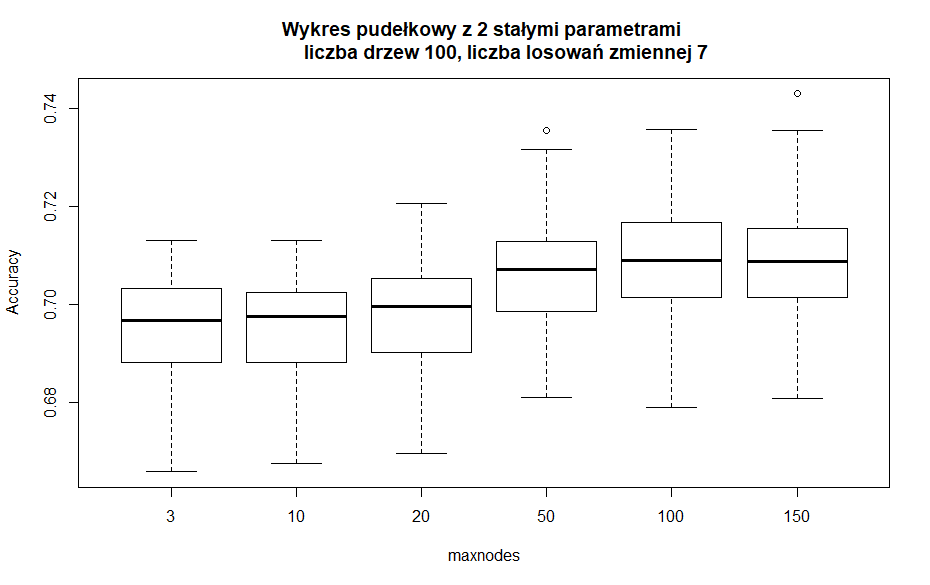 Wykres pudełkowy z 2 stałymi parametrami
liczba drzew 100, liczba losowań zmiennej 7
0.74
0.72
0.70
0.68
Accuracy
3 10 20 50 100 150
maxnodes